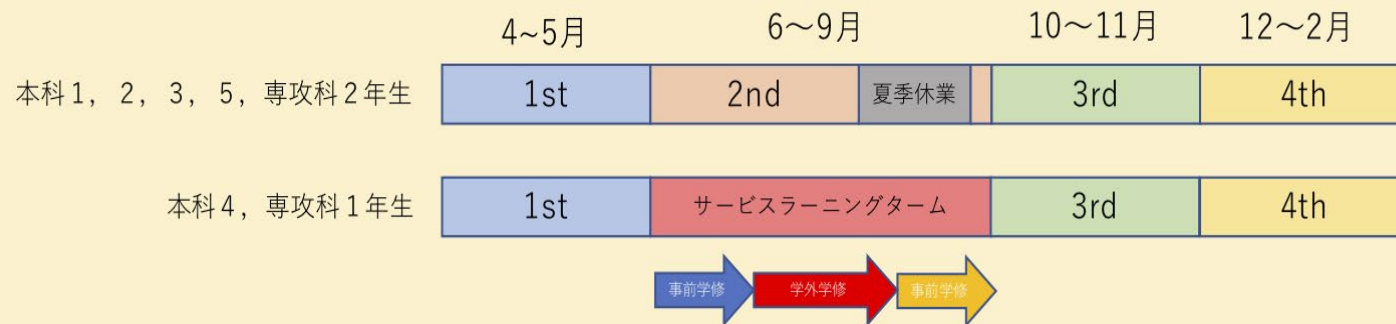 4~5月 6～9月 10～11月 12～2月
本科1，2，3，5，専攻科2年生 1st 2nd 夏季休業 3rd 4th
本科4，専攻科1年生 1st サービスラーニングターム 3rd 4th
事前学修 学外学修 事前学修